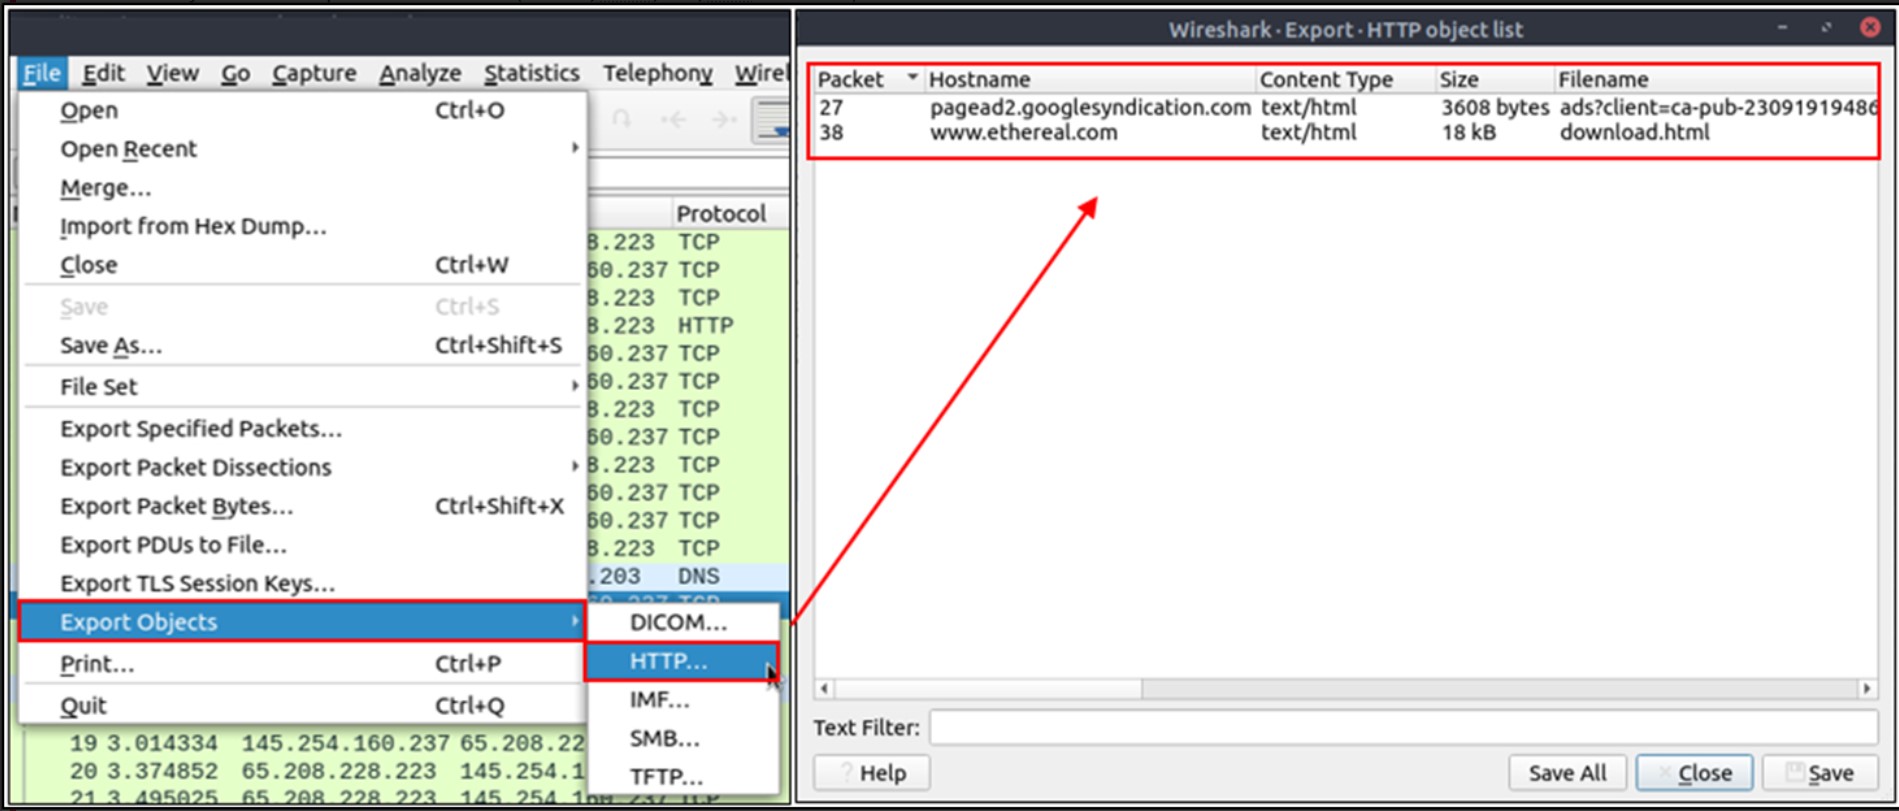 File Edit View Go Capture Analyze Statistics Telephony Wirel
Open Ctrl+O
Open Recent
Merge...
Import from Hex Dump...
Close Ctrl+W
Save Ctrl+S
Save As... Ctrl+Shift+S
File Set
Export Specified Packets...
Export Packet Dissections
Export Packet Bytes... Ctrl+Shift+X
Export PDUs to File...
Export TLS Session Keys...
Export Objects
Print... Ctrl+P
Quit Ctrl+Q
DICOM...
HTTP...
IMF...
SMB...
TFTP...
Protocol
8.223 TCP
60.237 TCP
8.223 TCP
8.223 HTTP
60.237 TCP
60.237 TCP
8.223 TCP
60.237 TCP
8.223 TCP
60.237 TCP
60.237 TCP
8.223 TCP
.203 DNS
19 3.014334 145.254.160.237 65.208.22
20 3.374852 65.208.228.223 145.254.1
21 3.495025 65.208.228.223 145.254.160.237 TCP
Wireshark · Export · HTTP object list
Packet Hostname Content Type Size Filename
27 pagead2.googlesyndication.com text/html 3608 bytes ads?client=ca-pub-23091919486
38 www.ethereal.com text/html 18 kB download.html
Text Filter:
Help Save All Close Save